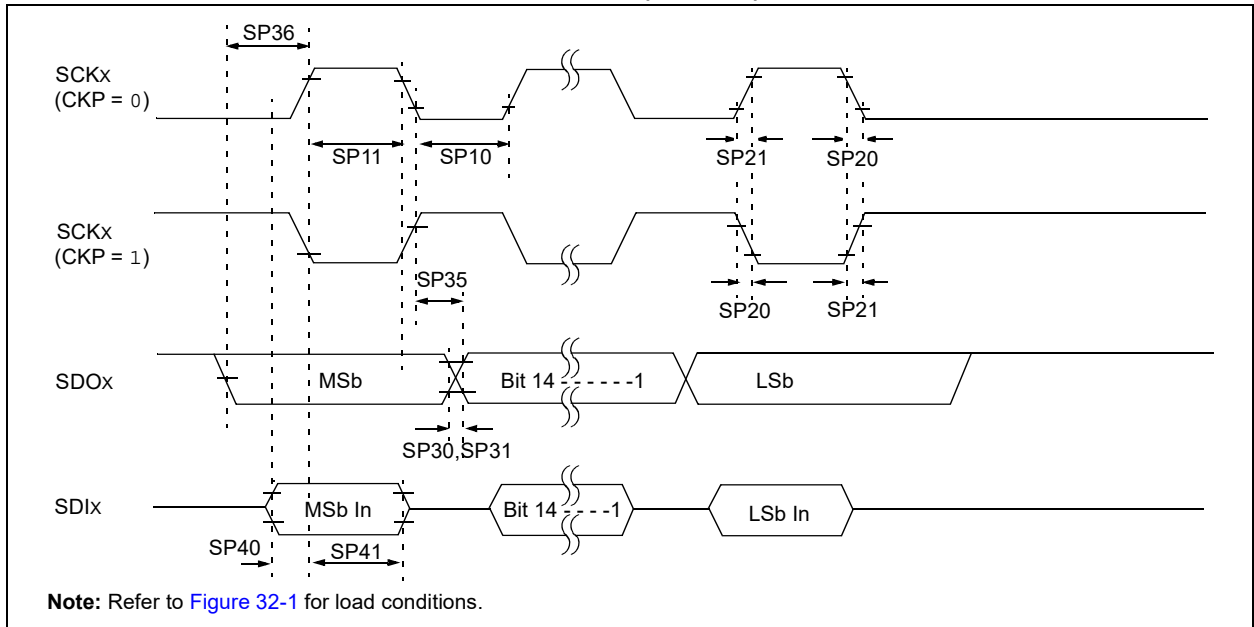 SP36
SCKx
(CKP = 0)
SP11
SP10
SP21
SP20
SCKx
(CKP = 1)
SP35
SP20
SP21
SDOx
MSb
Bit 14 - - - - - -1
LSb
SP30,SP31
SDIx
MSb In
Bit 14 - - - -1
LSb In
SP40
SP41
Note: Refer to Figure 32-1 for load conditions.